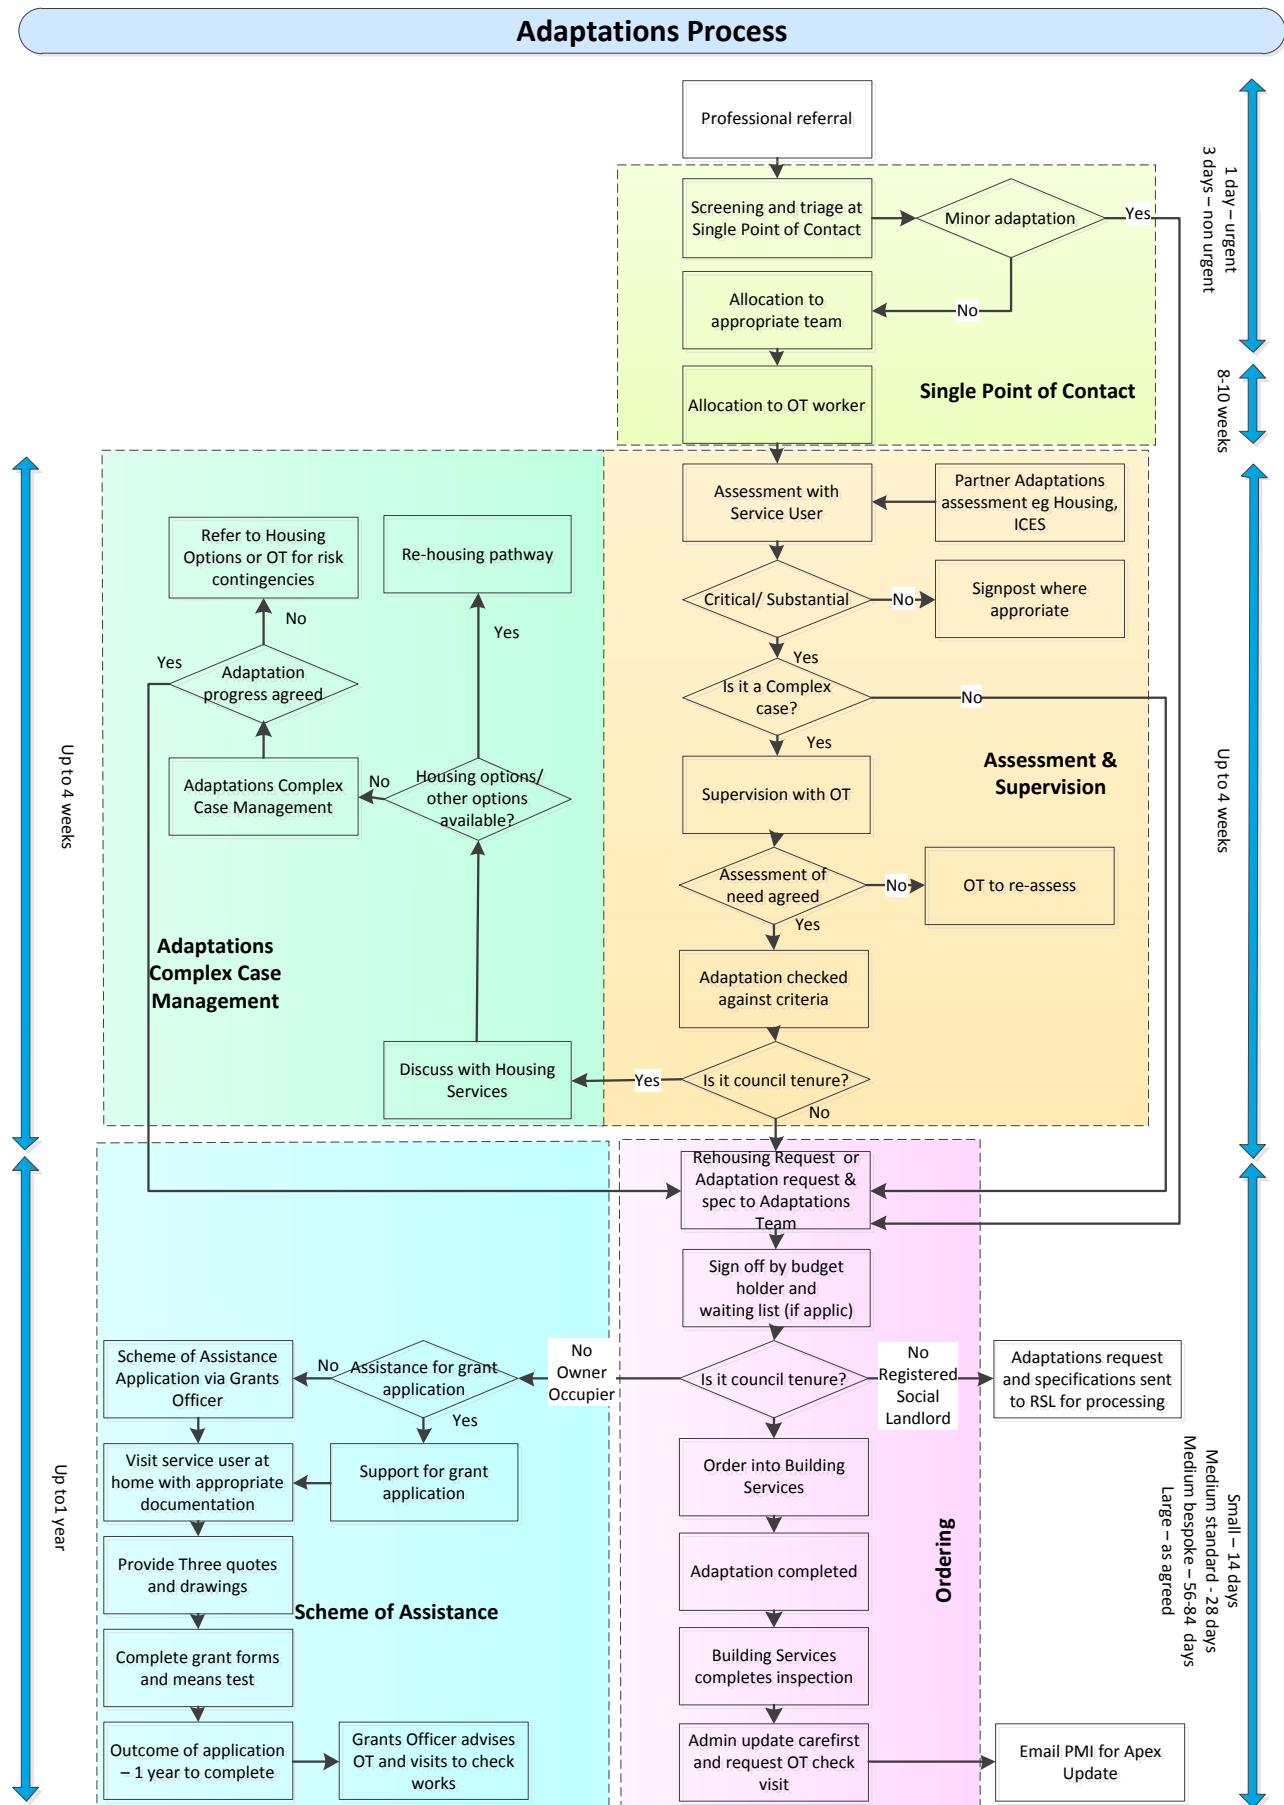 Adaptations Process
Professional referral
1 day – urgent
3 days – non urgent
Screening and triage at
Single Point of Contact
Minor adaptation
Yes
No
Allocation to
appropriate team
Allocation to OT worker
Single Point of Contact
8-10 weeks
Assessment with
Service User
Partner Adaptations
assessment eg Housing,
ICES
Critical/ Substantial
No
Signpost where
approriate
Yes
Is it a Complex
case?
No
Yes
Supervision with OT
Assessment &
Supervision
Assessment of
need agreed
No
OT to re-assess
Yes
Adaptation checked
against criteria
Is it council tenure?
Yes
No
Up to 4 weeks
Refer to Housing
Options or OT for risk
contingencies
Re-housing pathway
No
Yes
Yes
Adaptation
progress agreed
Adaptations Complex
Case Management
No
Housing options/
other options
available?
Up to 4 weeks
Adaptations
Complex Case
Management
Discuss with Housing
Services
Rehousing Request or
Adaptation request &
spec to Adaptations
Team
Sign off by budget
holder and
waiting list (if applic)
Is it council tenure?
No
Owner
Occupier
No
Registered
Social
Landlord
Adaptations request
and specifications sent
to RSL for processing
Order into Building
Services
Adaptation completed
Building Services
completes inspection
Admin update carefirst
and request OT check
visit
Email PMI for Apex
Update
Ordering
Small – 14 days
Medium standard - 28 days
Medium bespoke – 56-84 days
Large – as agreed
Scheme of Assistance
Application via Grants
Officer
No
Assistance for grant
application
Yes
Visit service user at
home with appropriate
documentation
Support for grant
application
Provide Three quotes
and drawings
Scheme of Assistance
Complete grant forms
and means test
Outcome of application
– 1 year to complete
Grants Officer advises
OT and visits to check
works
Up to1 year